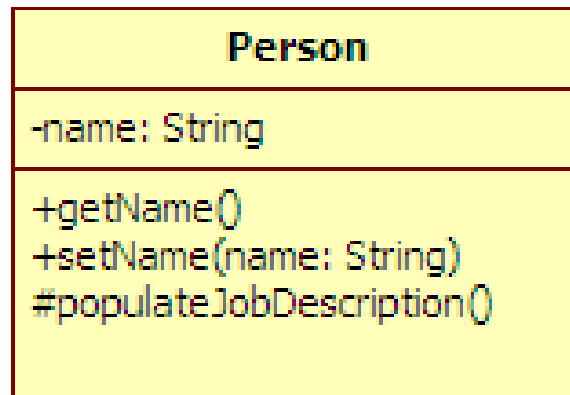 Person
-name: String
+getName()
+setName(name: String)
#populateJobDescription()